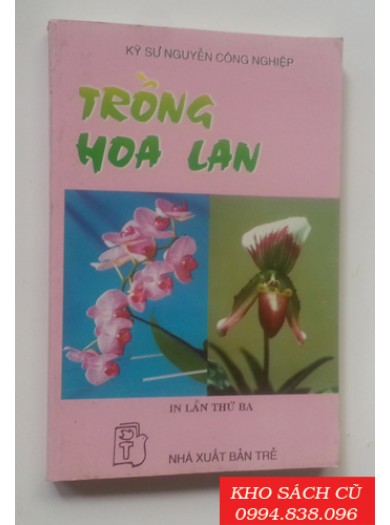 KỸ SƯ NGUYỄN CÔNG NGHIỆP
TRỒNG
HOA LAN
IN LẦN THỨ BA
T
NHÀ XUẤT BẢN TRẺ
KHO SÁCH CŨ
0994.838.096